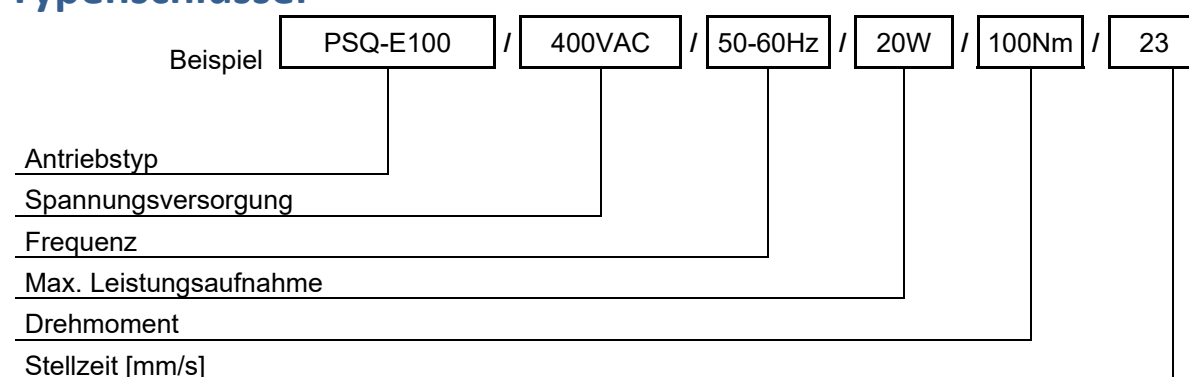 Typenschlüssel
Beispiel PSQ-E100 / 400VAC / 50-60Hz / 20W / 100Nm / 23
Antriebstyp
Spannungsversorgung
Frequenz
Max. Leistungsaufnahme
Drehmoment
Stellzeit [mm/s]